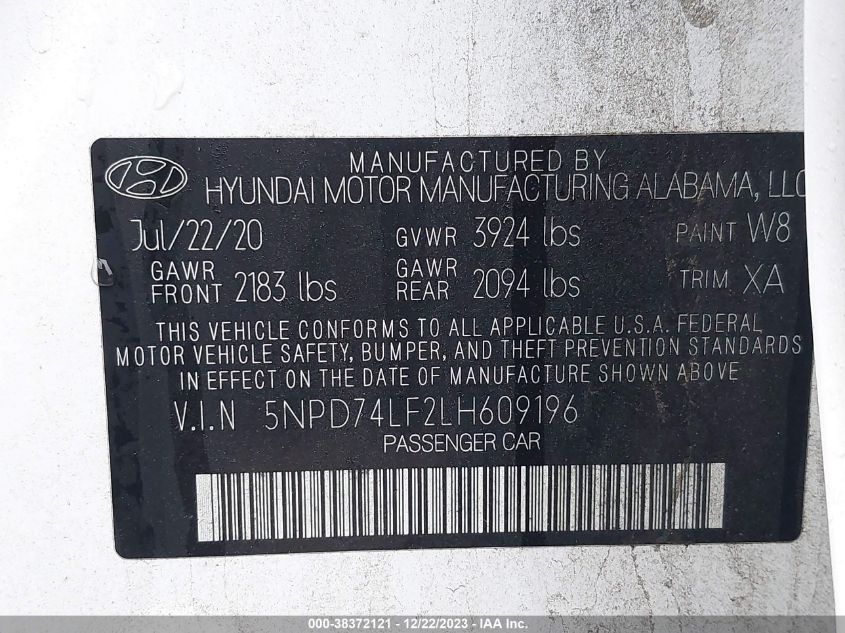 MANUFACTURED BY
HYUNDAI MOTOR MANUFACTURING ALABAMA, LLC
Jul/22/20 GVWR 3924 lbs PAINT W8
GAWR FRONT 2183 lbs GAWR REAR 2094 lbs TRIM XA
THIS VEHICLE CONFORMS TO ALL APPLICABLE U.S.A. FEDERAL
MOTOR VEHICLE SAFETY, BUMPER, AND THEFT PREVENTION STANDARDS
IN EFFECT ON THE DATE OF MANUFACTURE SHOWN ABOVE
V.I.N 5NPD74LF2LH609196
PASSENGER CAR
000-38372121 - 12/22/2023 - IAA Inc.